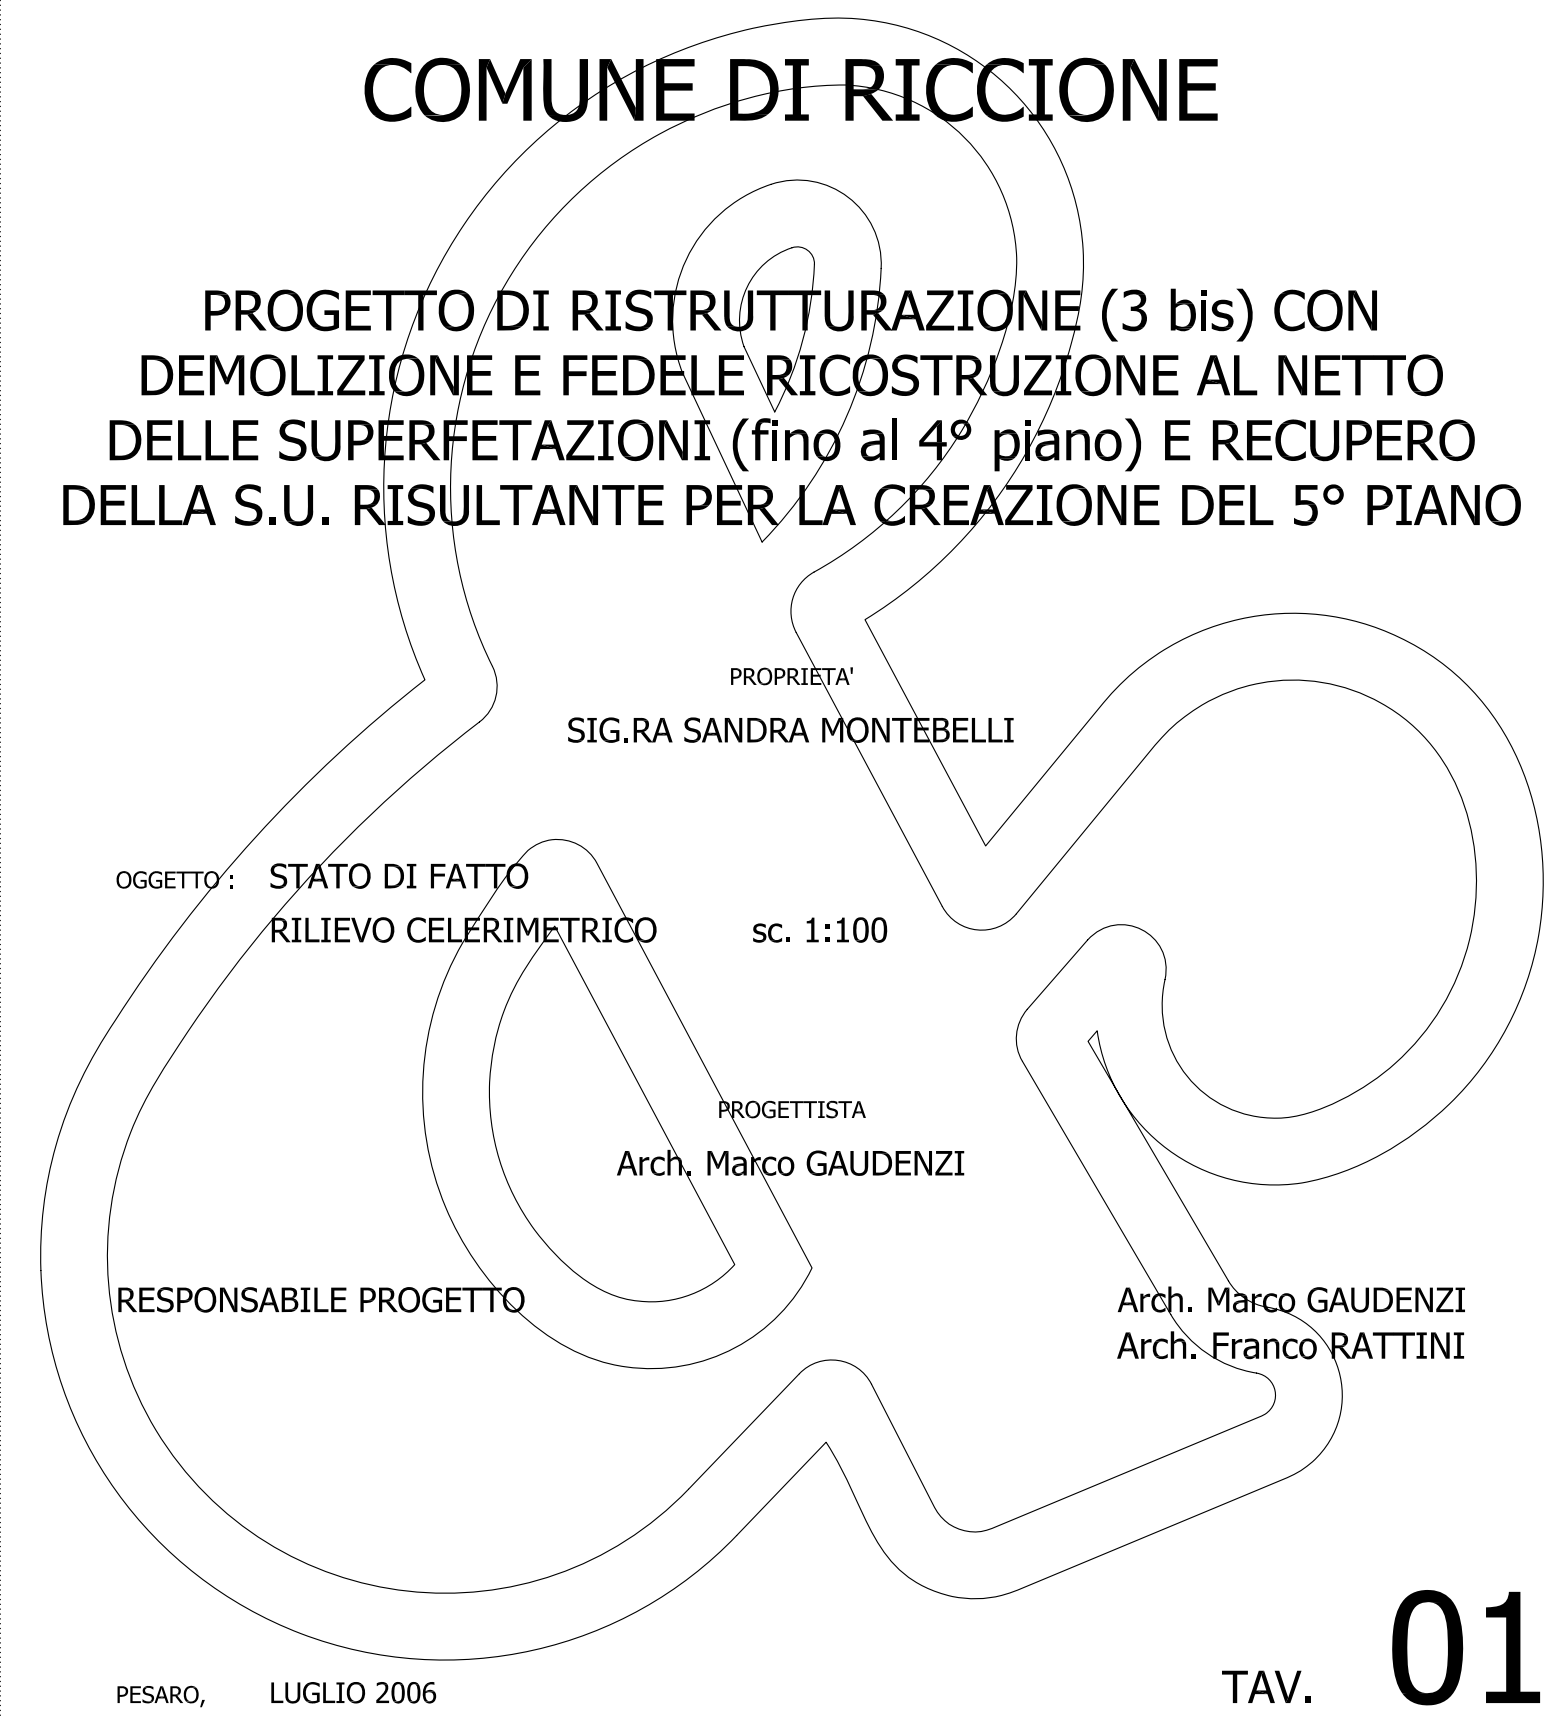 COMUNE DI RICCIONE
PROGETTO DI RISTRUTTURAZIONE (3 bis) CON
DEMOLIZIONE E FEDELE RICOSTRUZIONE AL NETTO
DELLE SUPERFETAZIONI (fino al 4° piano) E RECUPERO
DELLA S.U. RISULTANTE PER LA CREAZIONE DEL 5° PIANO
PROPRIETA'
SIG.RA SANDRA MONTEBELLI
OGGETTO : STATO DI FATTO
RILIEVO CELERIMETRICO sc. 1:100
PROGETTISTA
Arch. Marco GAUDENZI
RESPONSABILE PROGETTO Arch. Marco GAUDENZI
Arch. Franco RATTINI
PESARO, LUGLIO 2006 TAV. 01